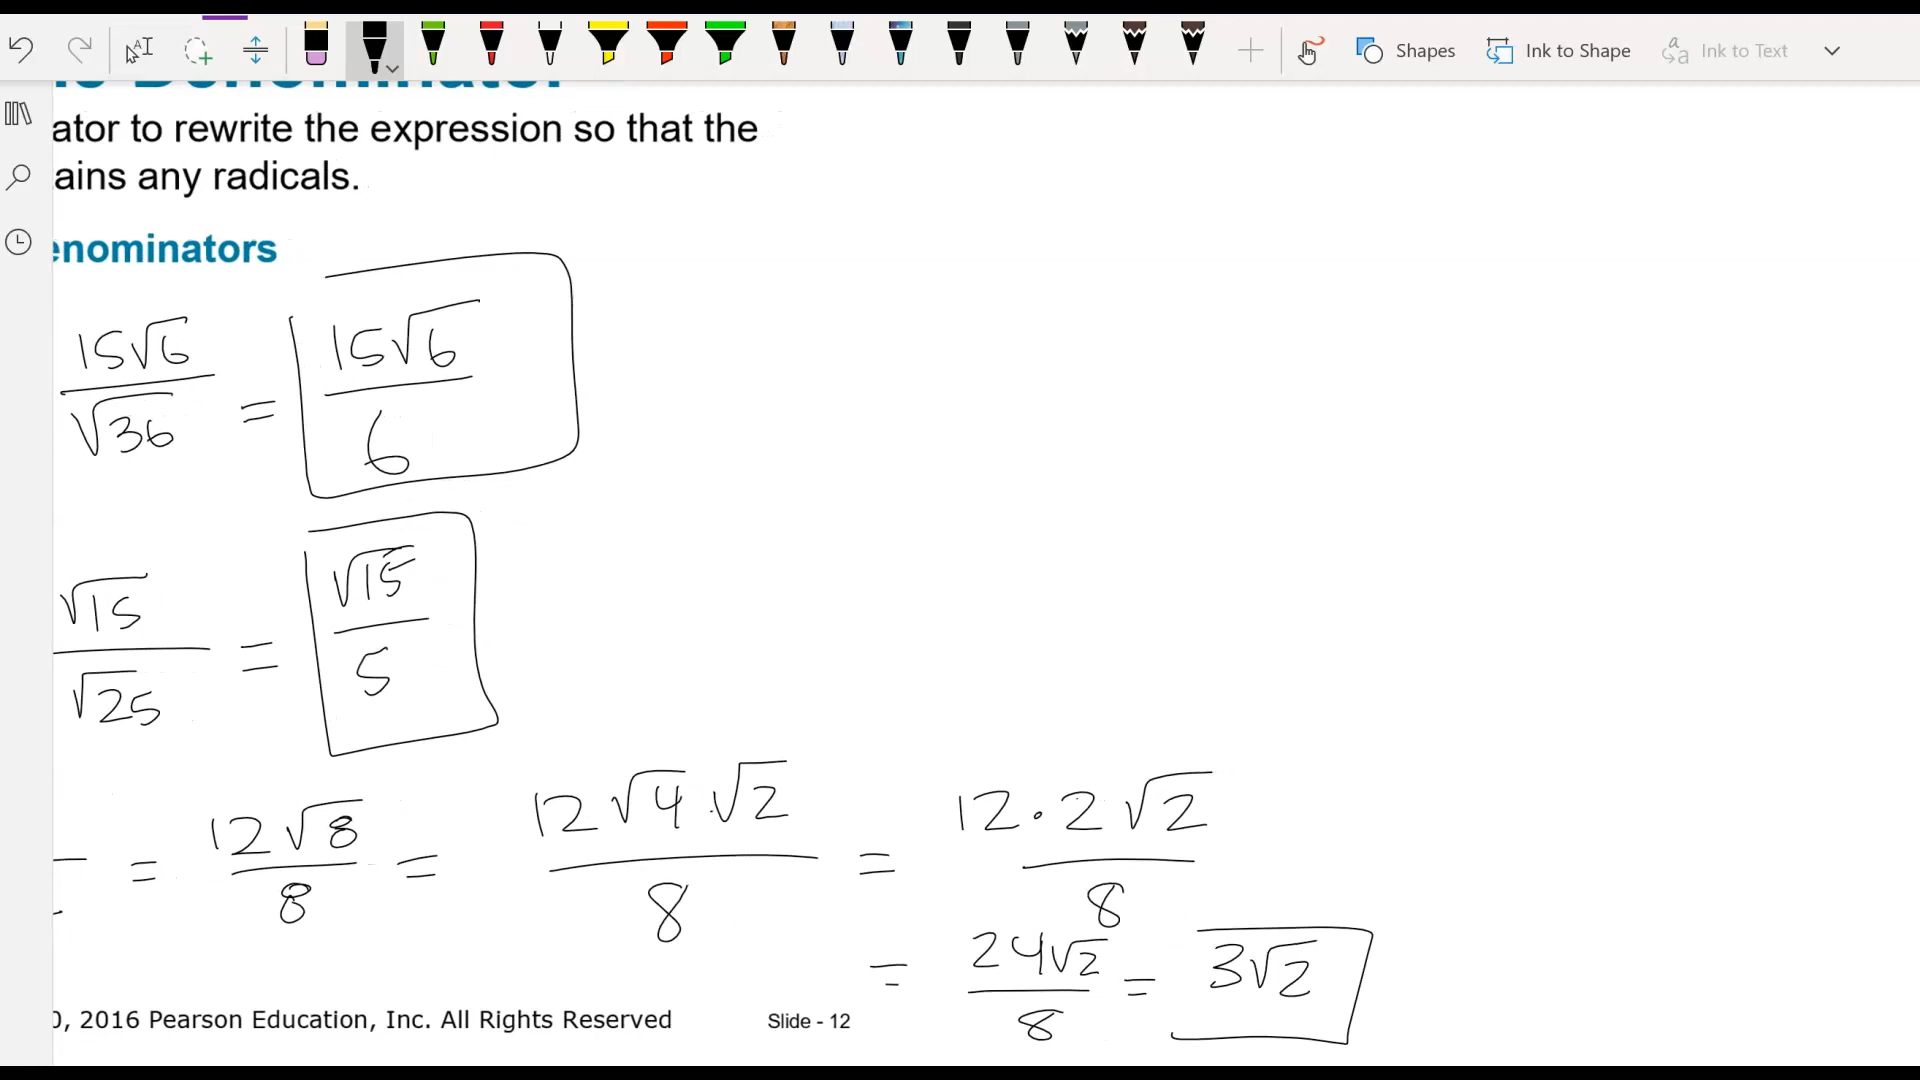 Shapes Ink to Shape Ink to Text
ator to rewrite the expression so that the
ains any radicals.
enominators
15√6 / √36 = 15√6 / 6
√15 / √25 = √15 / 5
= 12√8 / 8 = 12√4 · √2 / 8 = 12 · 2√2 / 8
= 24√2 / 8 = 3√2
0, 2016 Pearson Education, Inc. All Rights Reserved Slide - 12